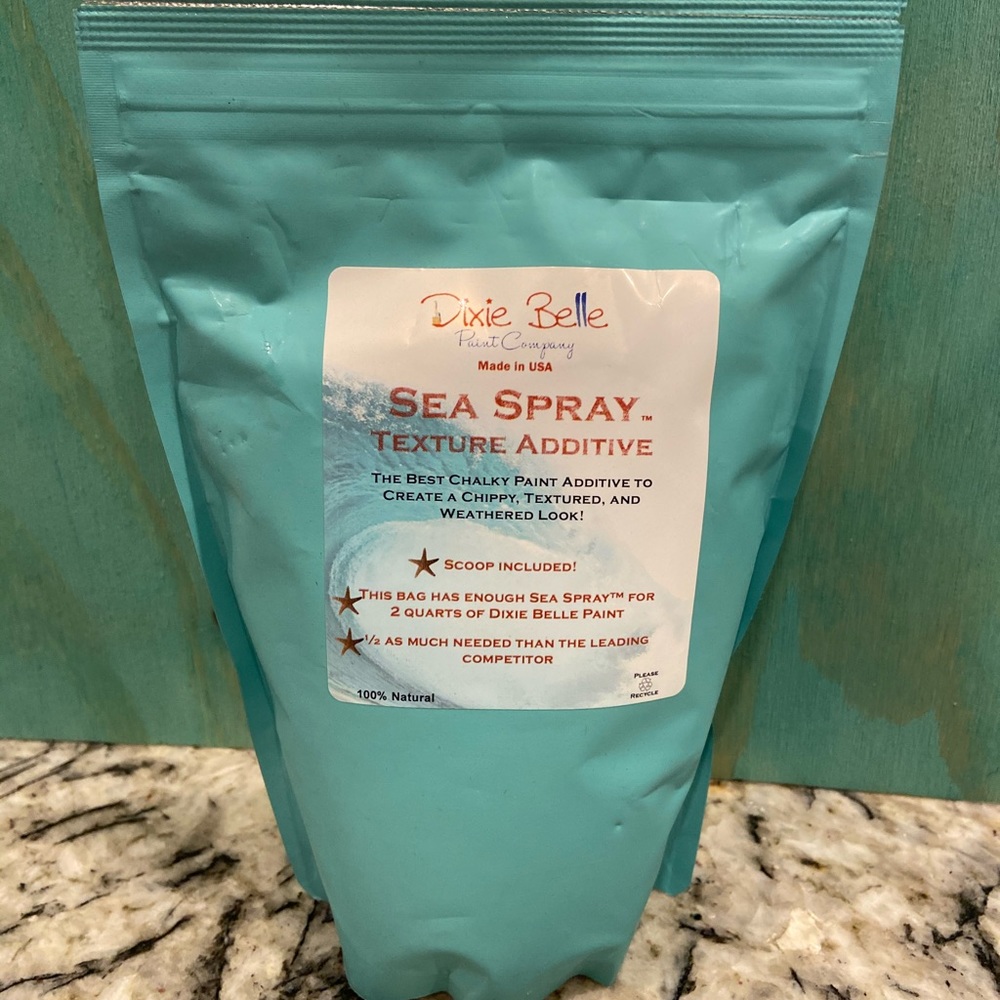 Dixie Belle
Paint Company
Made in USA
SEA SPRAY™
TEXTURE ADDITIVE
THE BEST CHALKY PAINT ADDITIVE TO
CREATE A CHIPPY, TEXTURED, AND
WEATHERED LOOK!
SCOOP INCLUDED!
THIS BAG HAS ENOUGH SEA SPRAY™ FOR
2 QUARTS OF DIXIE BELLE PAINT
½ AS MUCH NEEDED THAN THE LEADING
COMPETITOR
100% Natural
PLEASE
RECYCLE